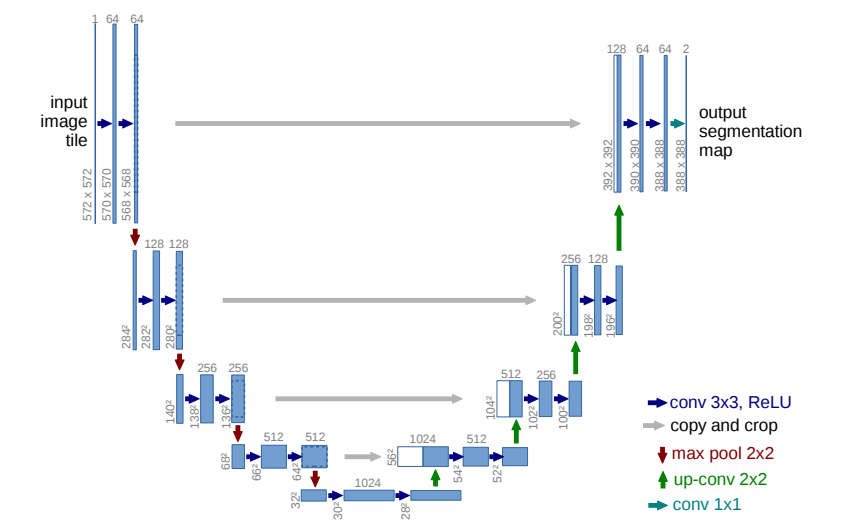 1 64 64
input
image
tile
572 x 572
570 x 570
568 x 568
128 64 64 2
output
segmentation
map
392 x 392
390 x 390
388 x 388
388 x 388
128 128
284²
282²
280²
256 128
200²
198²
196²
256 256
140²
138²
136²
512 256
104²
102²
100²
512 512
68²
66²
64²
1024 512
56²
54²
52²
1024
32²
30²
28²
conv 3x3, ReLU
copy and crop
max pool 2x2
up-conv 2x2
conv 1x1